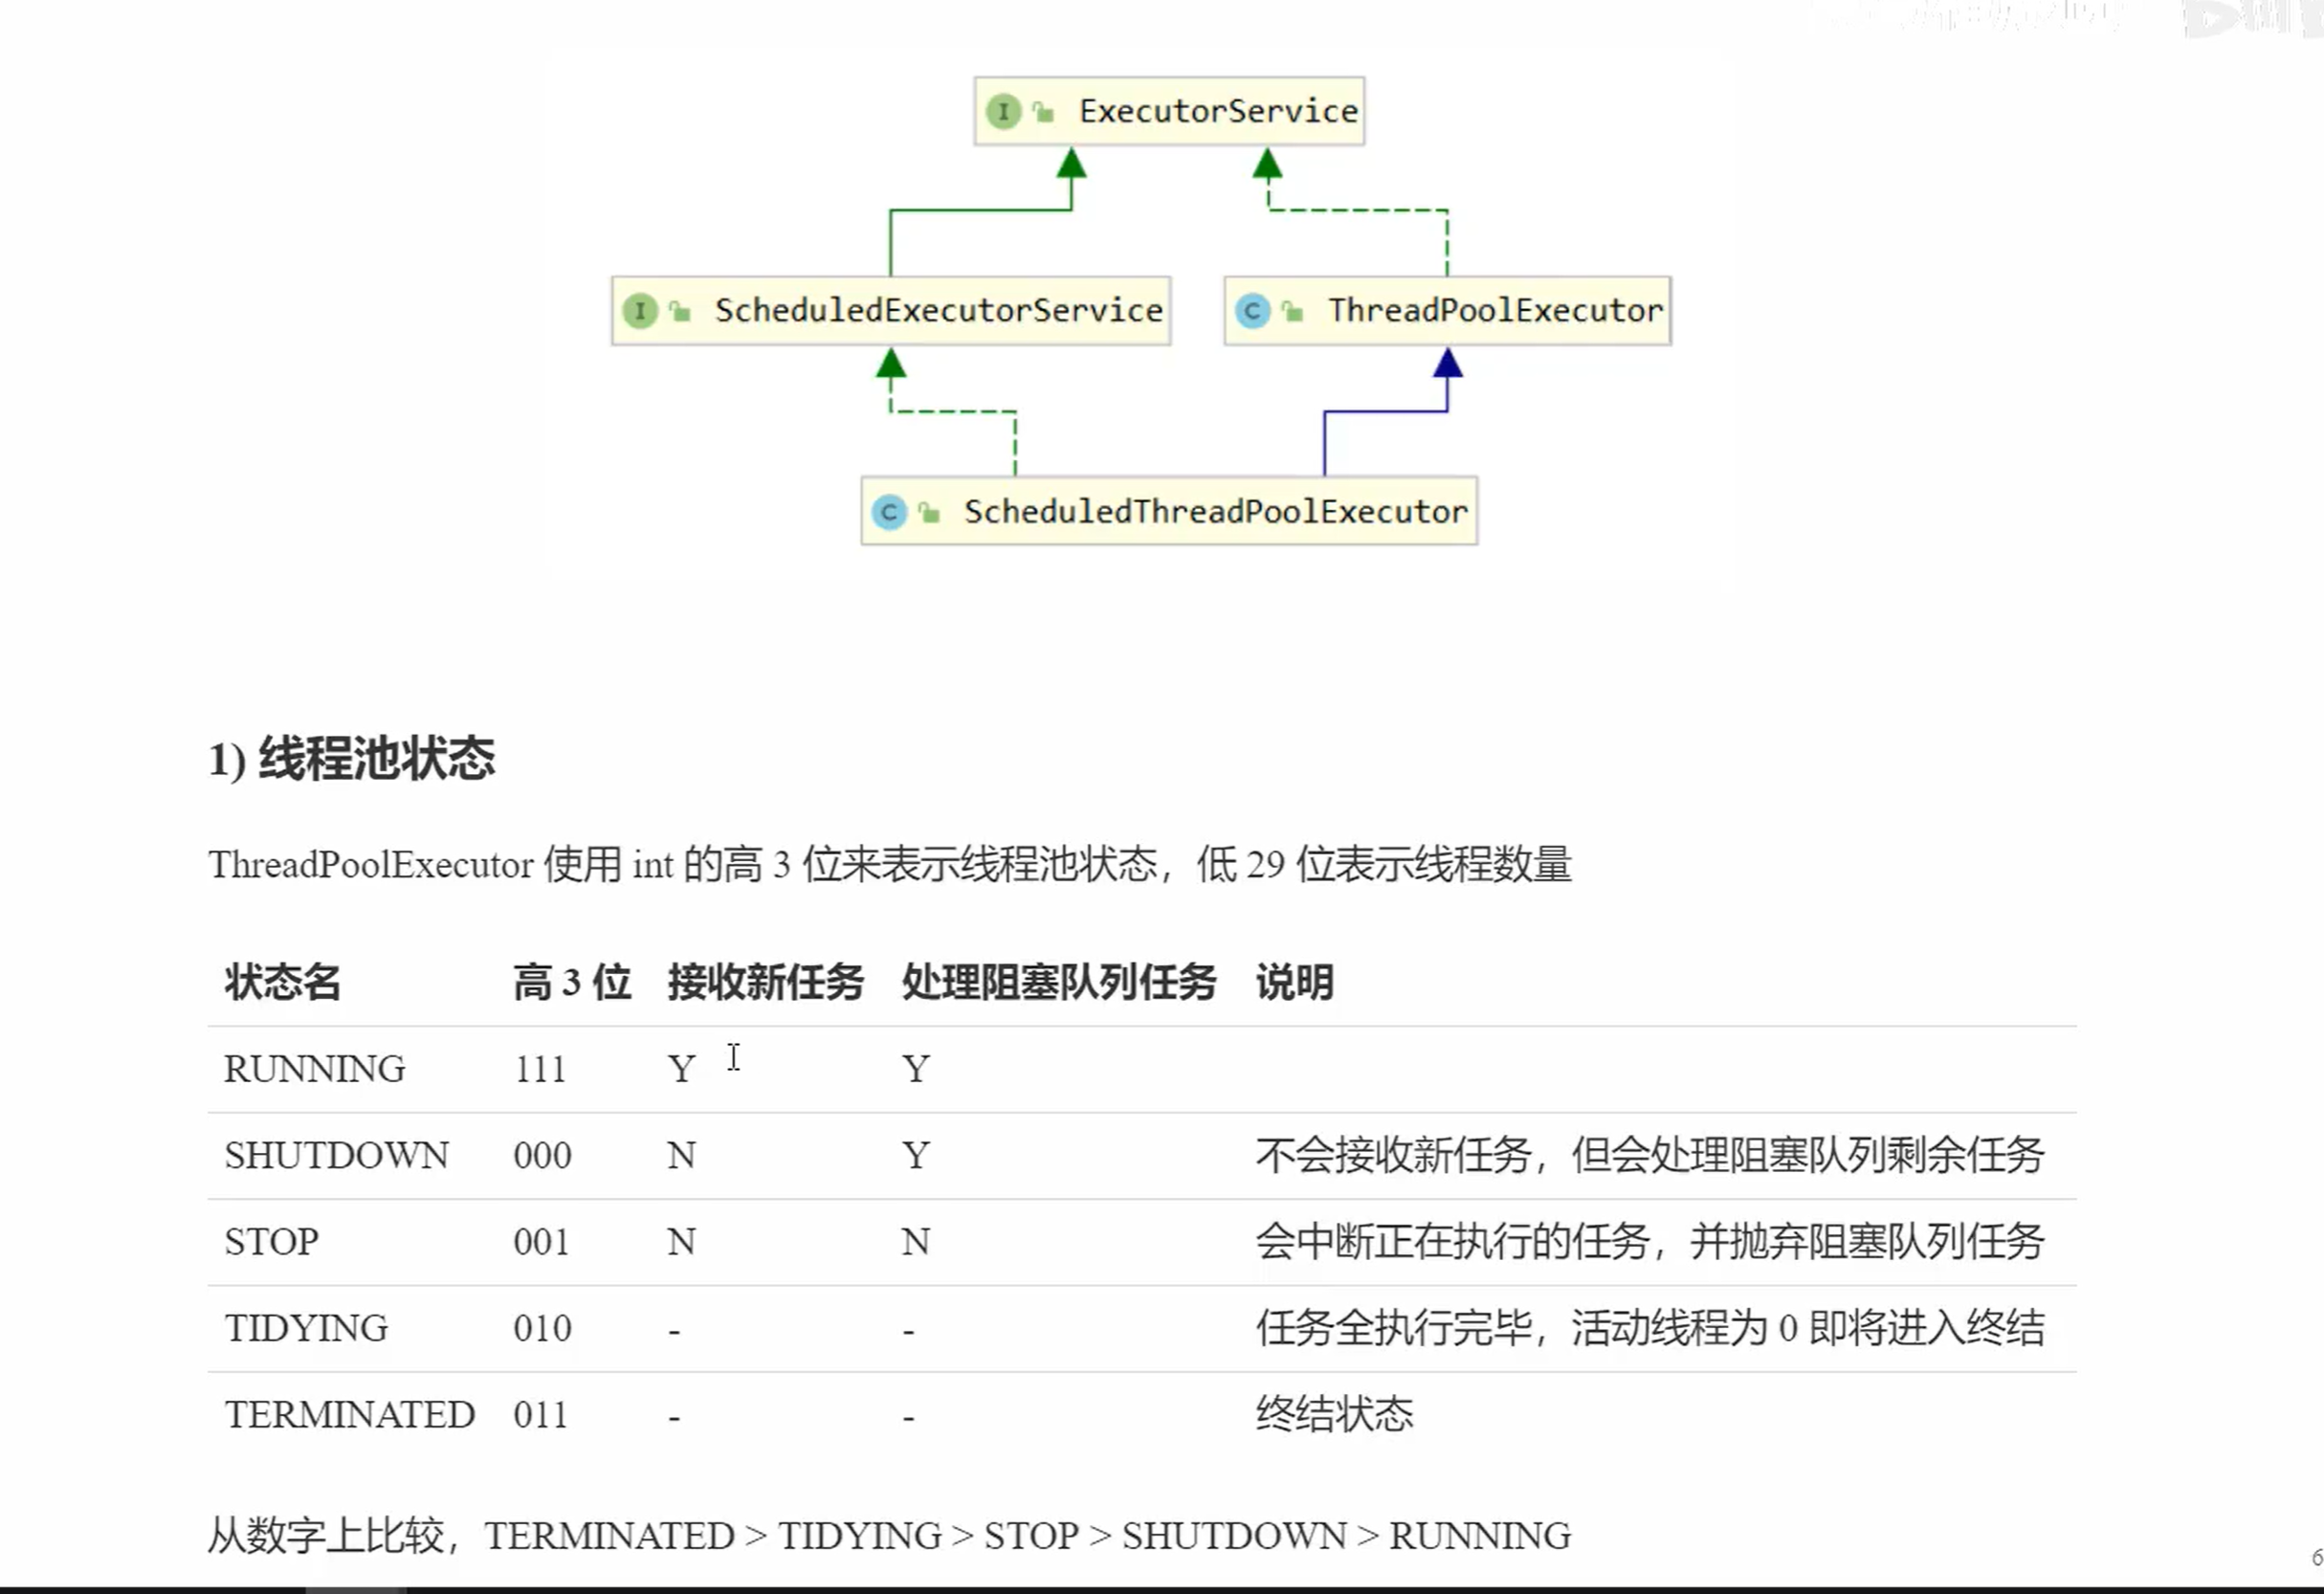 ExecutorService
ScheduledExecutorService
ThreadPoolExecutor
ScheduledThreadPoolExecutor
1) 线程池状态
ThreadPoolExecutor 使用 int 的高 3 位来表示线程池状态，低 29 位表示线程数量
状态名 高 3 位 接收新任务 处理阻塞队列任务 说明
RUNNING 111 Y Y
SHUTDOWN 000 N Y 不会接收新任务，但会处理阻塞队列剩余任务
STOP 001 N N 会中断正在执行的任务，并抛弃阻塞队列任务
TIDYING 010 - - 任务全执行完毕，活动线程为 0 即将进入终结
TERMINATED 011 - - 终结状态
从数字上比较，TERMINATED > TIDYING > STOP > SHUTDOWN > RUNNING